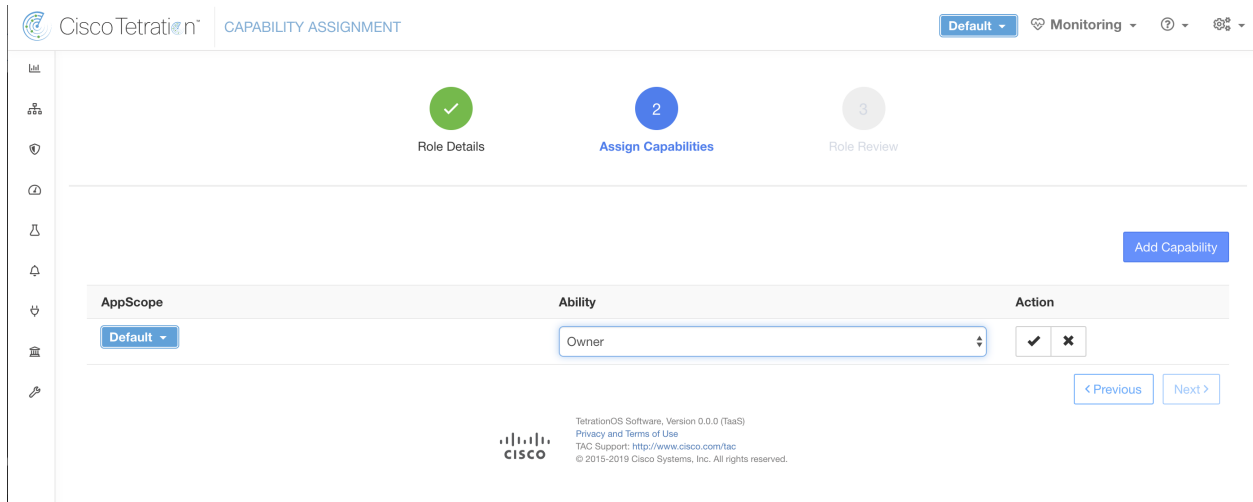 Cisco Tetration™
CAPABILITY ASSIGNMENT
Default
Monitoring
?
2
3
Role Details
Assign Capabilities
Role Review
Add Capability
AppScope Ability Action
Default Owner
< Previous Next >
TetrationOS Software, Version 0.0.0 (TaaS)
Privacy and Terms of Use
TAC Support: http://www.cisco.com/tac
© 2015-2019 Cisco Systems, Inc. All rights reserved.
CISCO